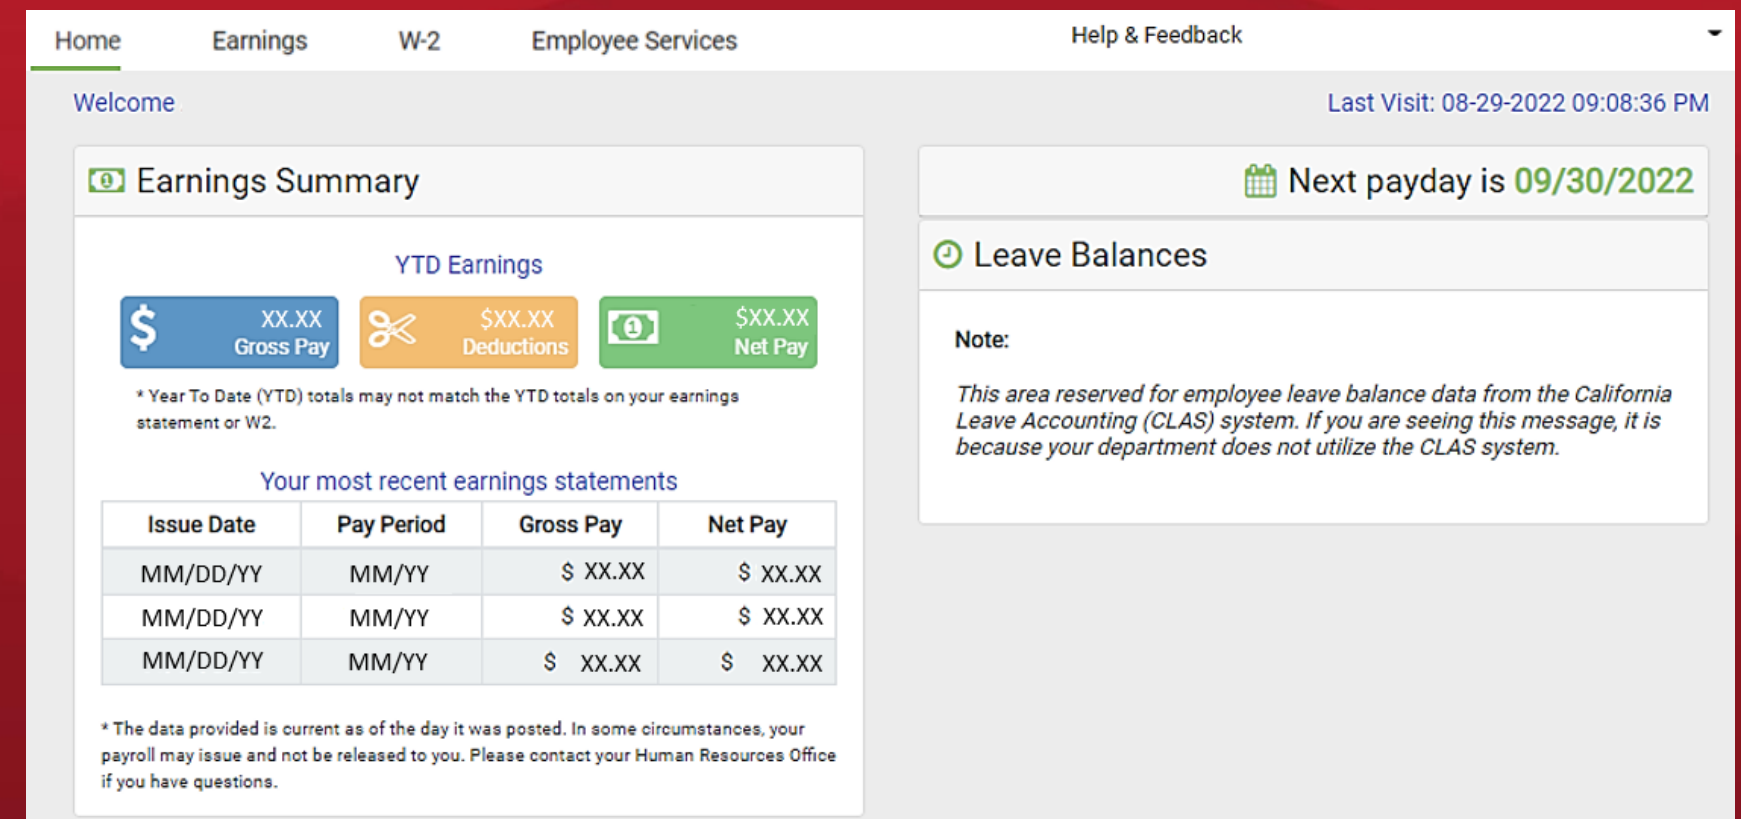 Home Earnings W-2 Employee Services Help & Feedback
Welcome Last Visit: 08-29-2022 09:08:36 PM
Earnings Summary
YTD Earnings
$ XX.XX
Gross Pay
$XX.XX
Deductions
$XX.XX
Net Pay
* Year To Date (YTD) totals may not match the YTD totals on your earnings
statement or W2.
Your most recent earnings statements
Issue Date Pay Period Gross Pay Net Pay
MM/DD/YY MM/YY $ XX.XX $ XX.XX
MM/DD/YY MM/YY $ XX.XX $ XX.XX
MM/DD/YY MM/YY $ XX.XX $ XX.XX
* The data provided is current as of the day it was posted. In some circumstances, your
payroll may issue and not be released to you. Please contact your Human Resources Office
if you have questions.
Next payday is 09/30/2022
Leave Balances
Note:
This area reserved for employee leave balance data from the California
Leave Accounting (CLAS) system. If you are seeing this message, it is
because your department does not utilize the CLAS system.